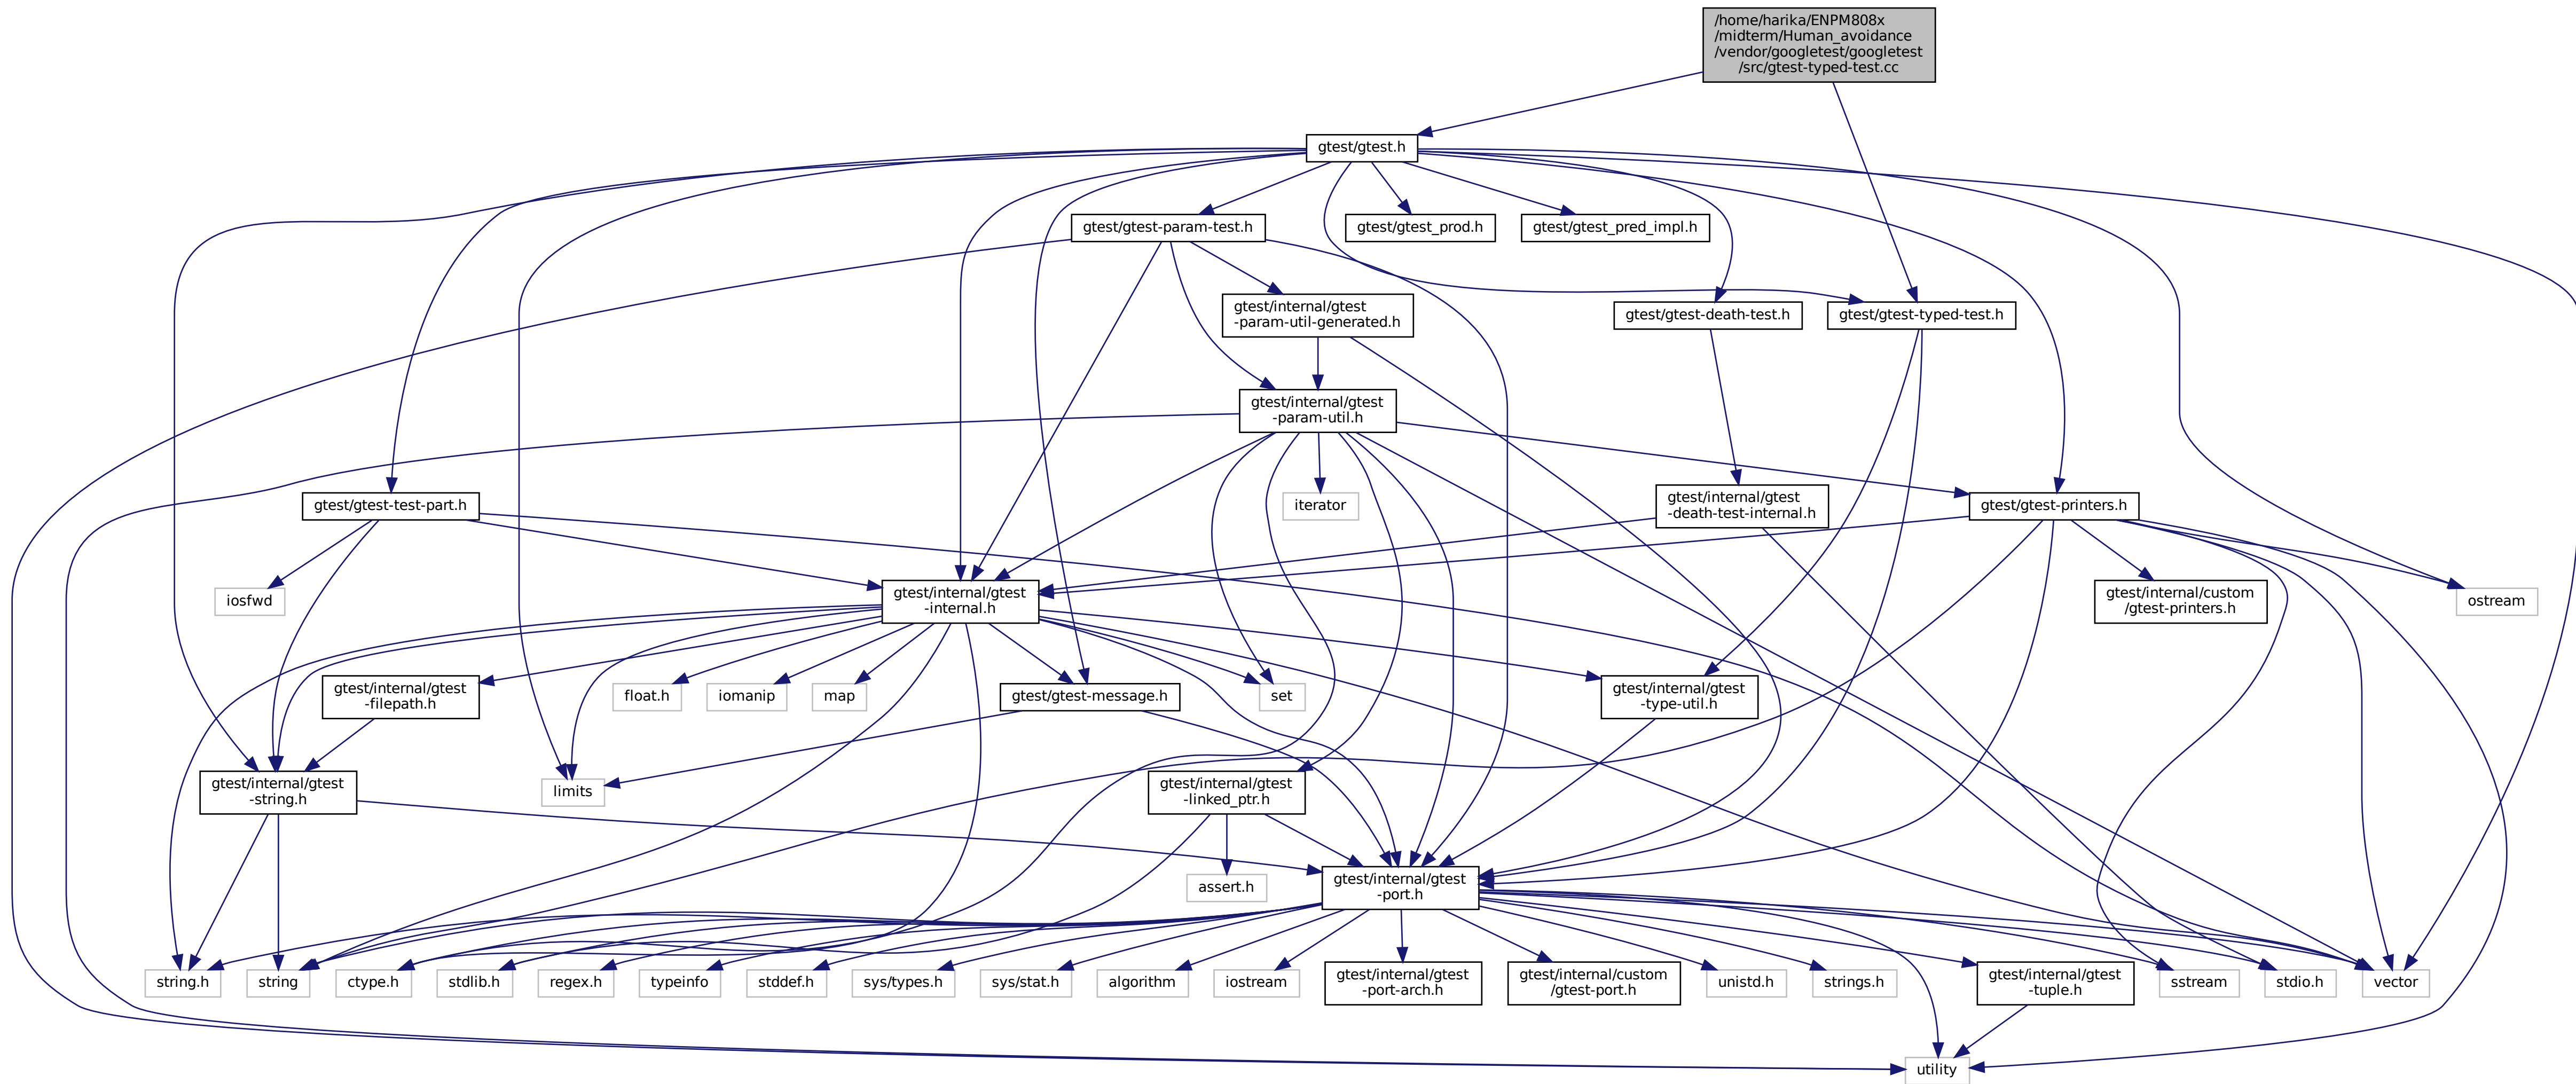 /home/harika/ENPM808x
/midterm/Human_avoidance
/vendor/googletest/googletest
/src/gtest-typed-test.cc
gtest/gtest.h
gtest/gtest-param-test.h
gtest/gtest_prod.h
gtest/gtest_pred_impl.h
gtest/internal/gtest
-param-util-generated.h
gtest/gtest-death-test.h
gtest/gtest-typed-test.h
gtest/internal/gtest
-param-util.h
gtest/gtest-test-part.h
iterator
gtest/internal/gtest
-death-test-internal.h
gtest/gtest-printers.h
iosfwd
gtest/internal/gtest
-internal.h
gtest/internal/custom
/gtest-printers.h
ostream
gtest/internal/gtest
-filepath.h
float.h
iomanip
map
gtest/gtest-message.h
set
gtest/internal/gtest
-type-util.h
gtest/internal/gtest
-string.h
limits
gtest/internal/gtest
-linked_ptr.h
assert.h
gtest/internal/gtest
-port.h
string.h
string
ctype.h
stdlib.h
regex.h
typeinfo
stddef.h
sys/types.h
sys/stat.h
algorithm
iostream
gtest/internal/gtest
-port-arch.h
gtest/internal/custom
/gtest-port.h
unistd.h
strings.h
gtest/internal/gtest
-tuple.h
sstream
stdio.h
vector
utility